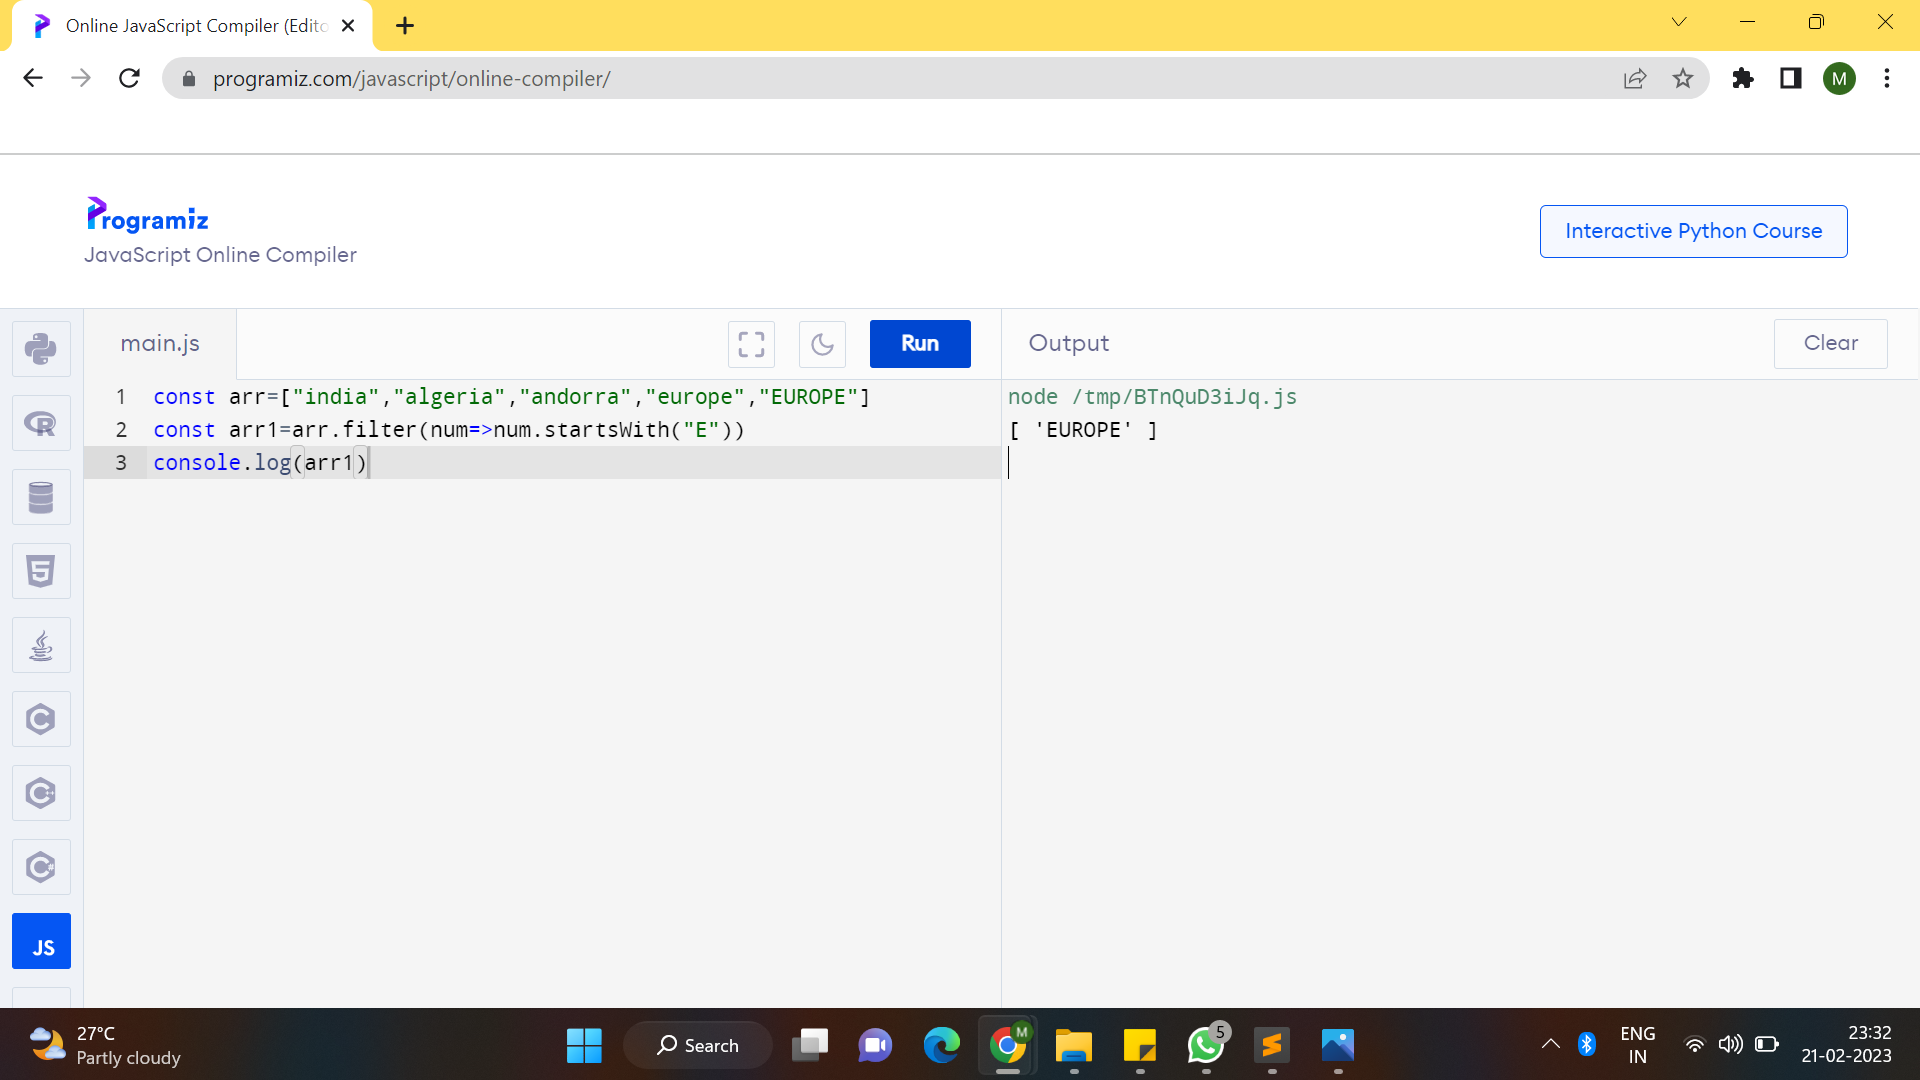 Online JavaScript Compiler (Edito
programiz.com/javascript/online-compiler/
M
Programiz
JavaScript Online Compiler
Interactive Python Course
main.js
Run
Output
Clear
1 const arr=["india","algeria","andorra","europe","EUROPE"]
2 const arr1=arr.filter(num=>num.startsWith("E"))
3 console.log(arr1)
node /tmp/BTnQuD3iJq.js
[ 'EUROPE' ]
JS
27°C
Partly cloudy
Search
M
5
ENG
IN
23:32
21-02-2023